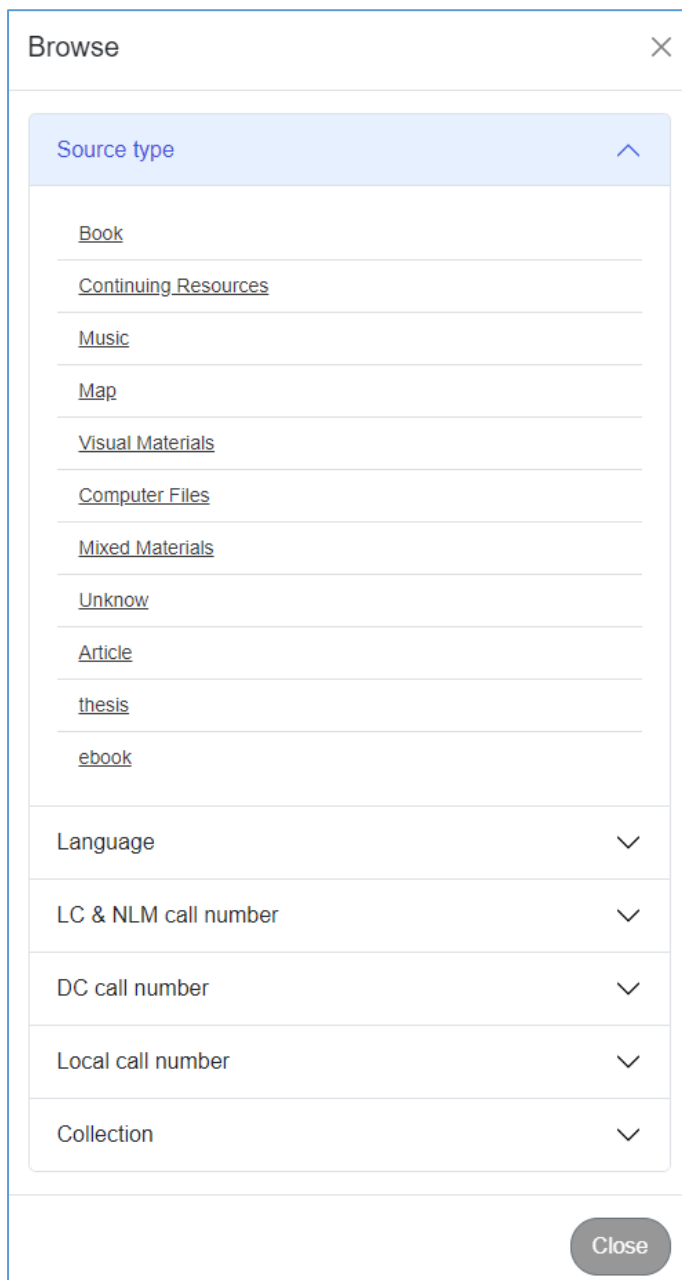 Browse
Source type
Book
Continuing Resources
Music
Map
Visual Materials
Computer Files
Mixed Materials
Unknow
Article
thesis
ebook
Language
LC & NLM call number
DC call number
Local call number
Collection
Close